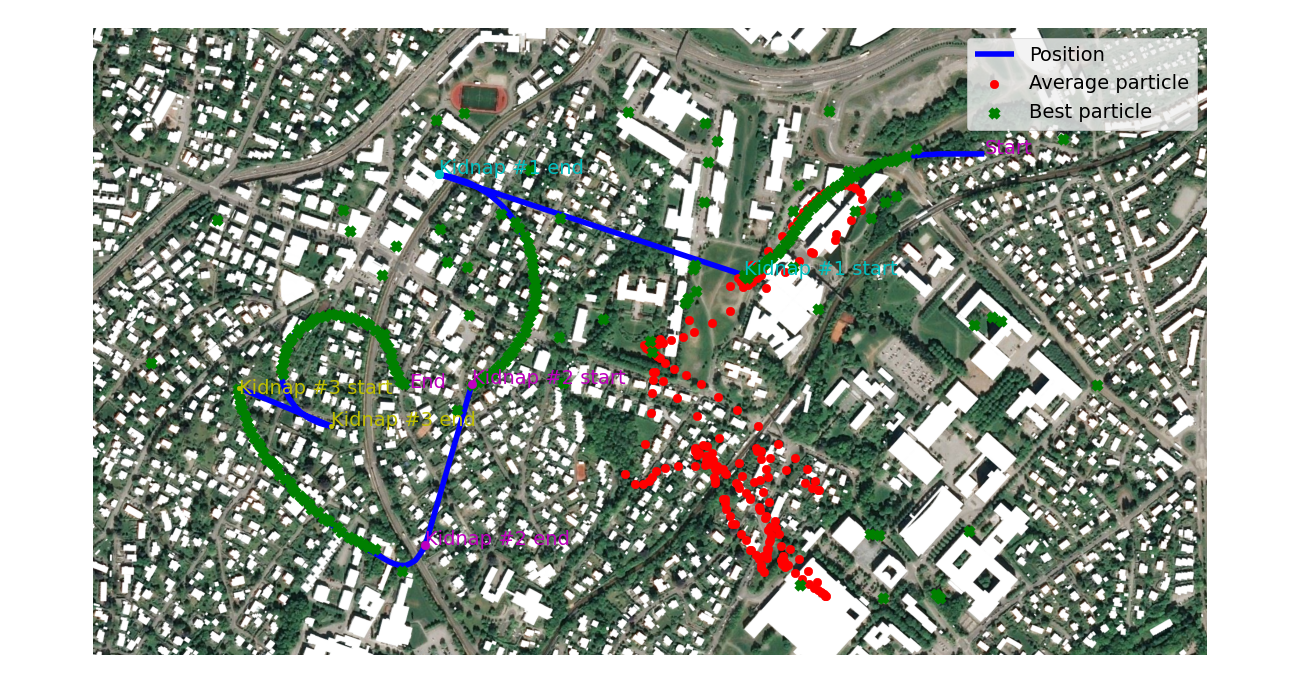 Position
Average particle
Best particle
Start
Kidnap #1 end
Kidnap #1 start
Kidnap #2 start
End
Kidnap #3 start
Kidnap #3 end
Kidnap #2 end